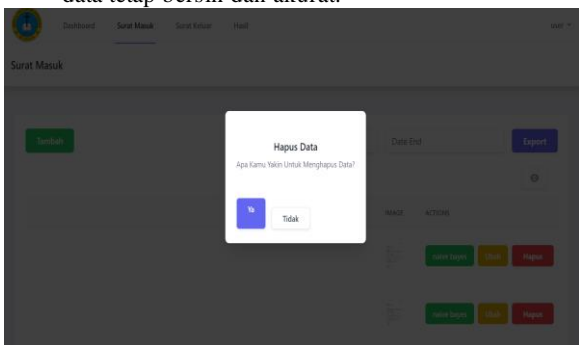 data tetap bersih dan akurat.
Dashboard Surat Masuk Surat Keluar Hasil user
Surat Masuk
Hapus Data
Apa Kamu Yakin Untuk Menghapus Data?
Ya Tidak
Tambah Date End Export
IMAGE ACTIONS
Hapus
Hapus